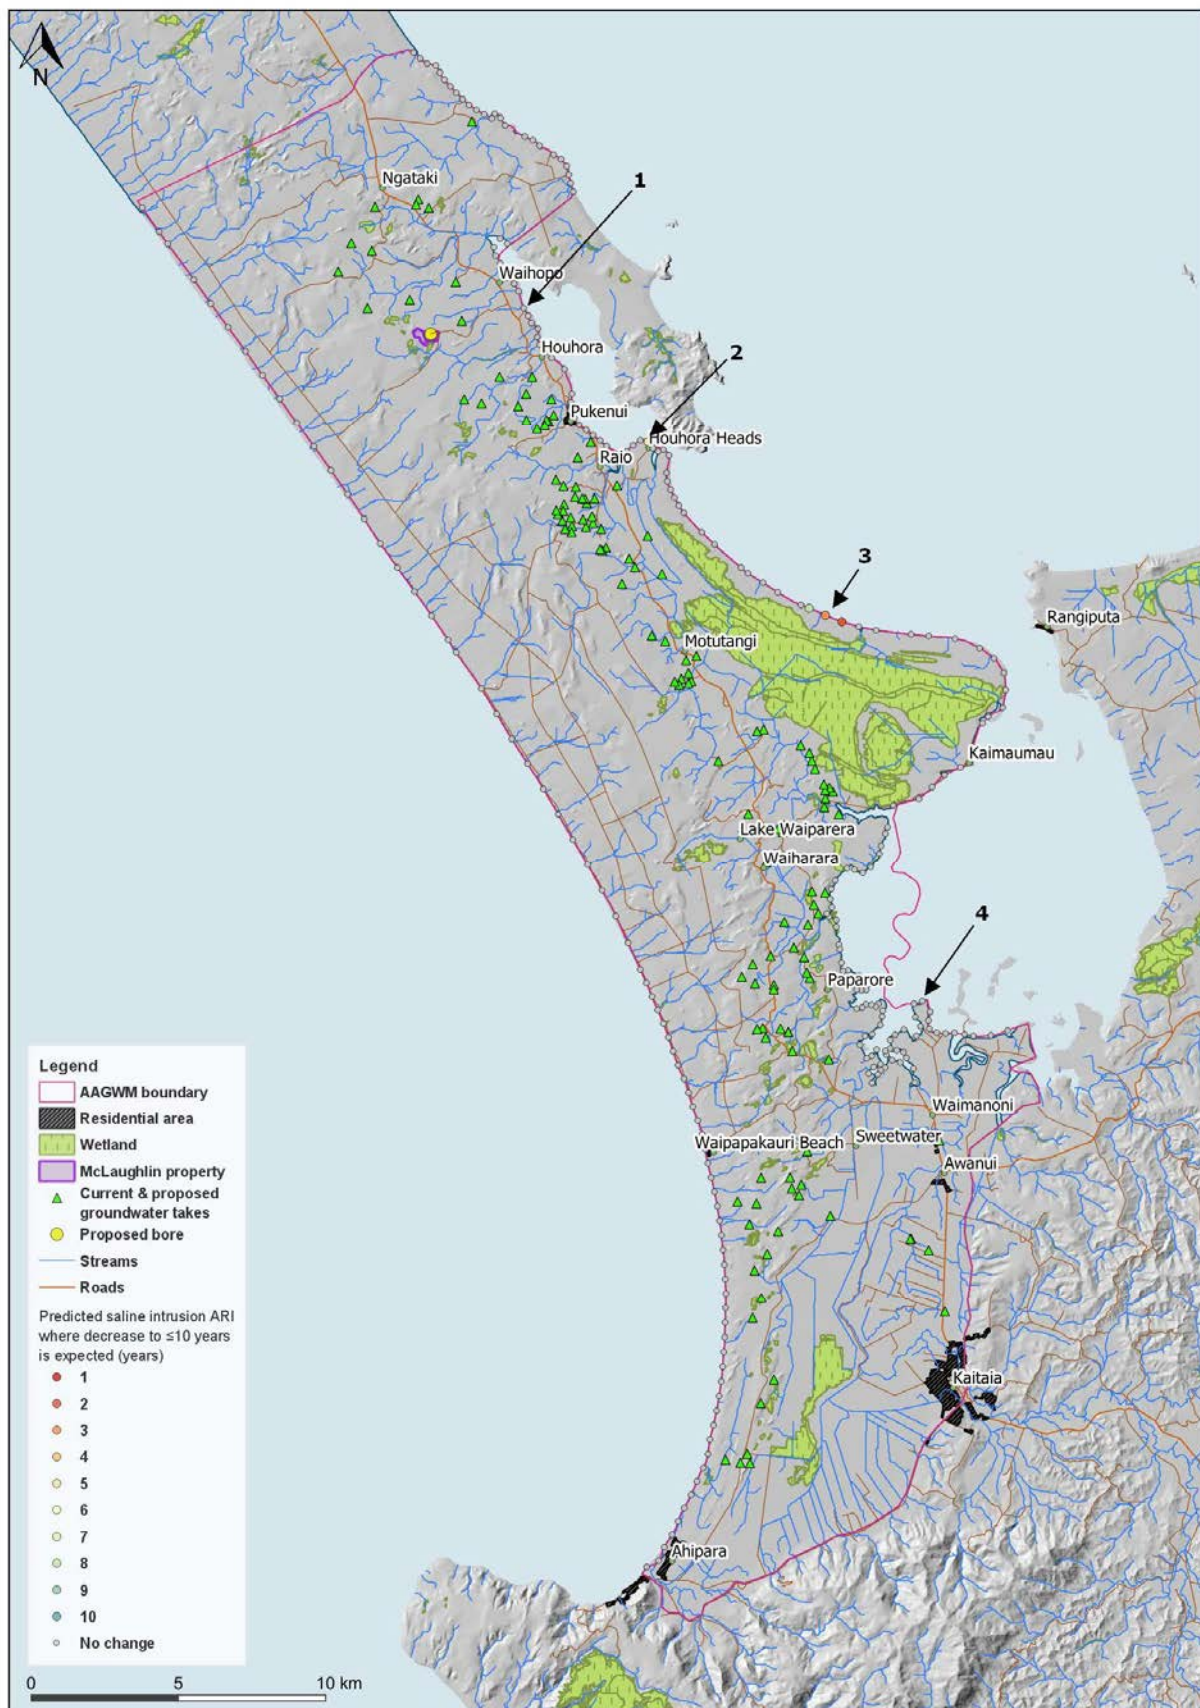 N
Ngataki
1
Waihopo
Houhora
2
Pukenui
Houhora Heads
Raio
3
Rangiputa
Motutangi
Kaimaumau
Lake Waiparera
Waiharara
4
Paparore
Waimanoni
Sweetwater
Waipapakauri Beach
Awanui
Kaitaia
Ahipara
Legend
AAGWM boundary
Residential area
Wetland
McLaughlin property
Current & proposed
groundwater takes
Proposed bore
Streams
Roads
Predicted saline intrusion ARI
where decrease to ≤10 years
is expected (years)
1
2
3
4
5
6
7
8
9
10
No change
0 5 10 km